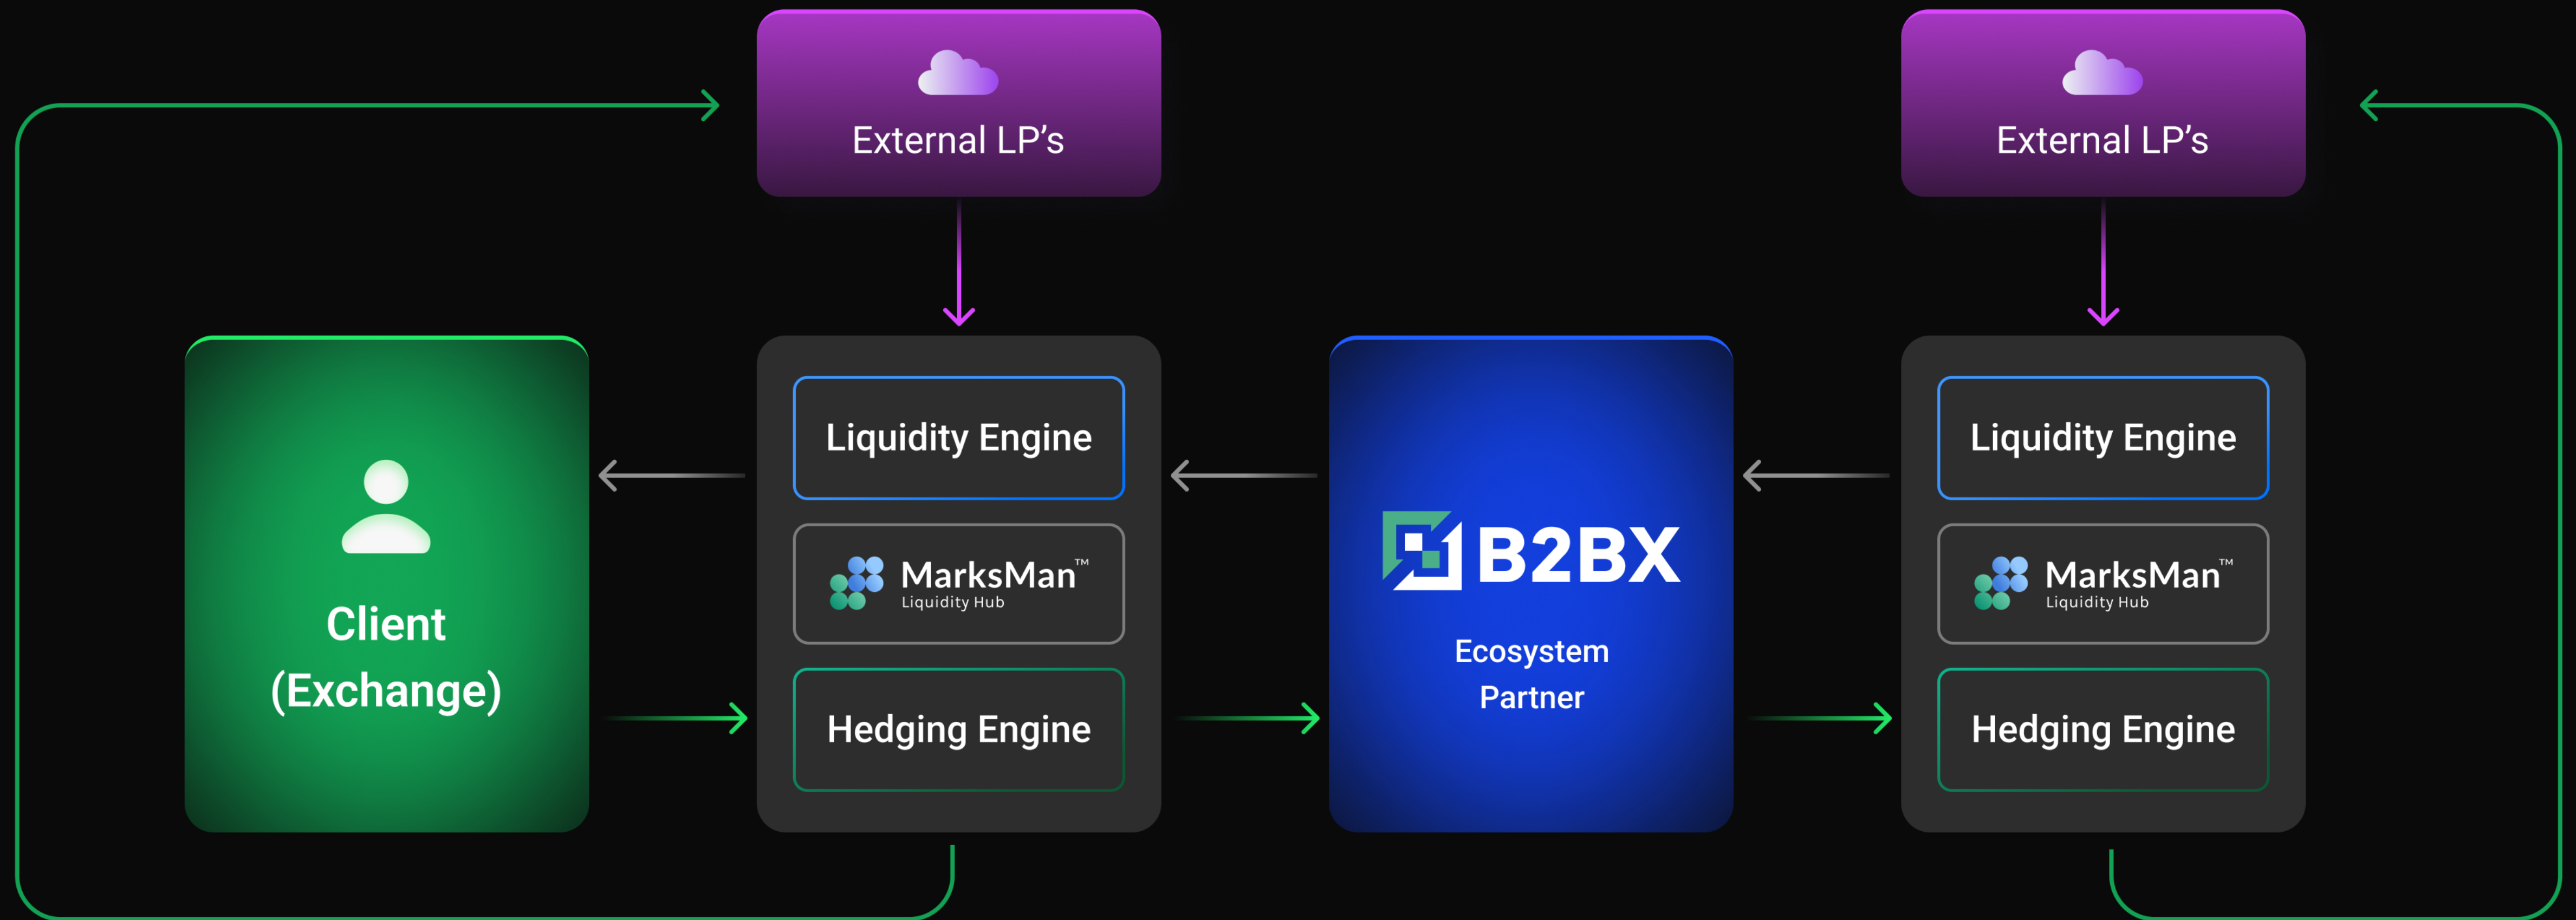 External LP’s
External LP’s
Client
(Exchange)
Liquidity Engine
MarksMan™
Liquidity Hub
Hedging Engine
B2BX
Ecosystem
Partner
Liquidity Engine
MarksMan™
Liquidity Hub
Hedging Engine